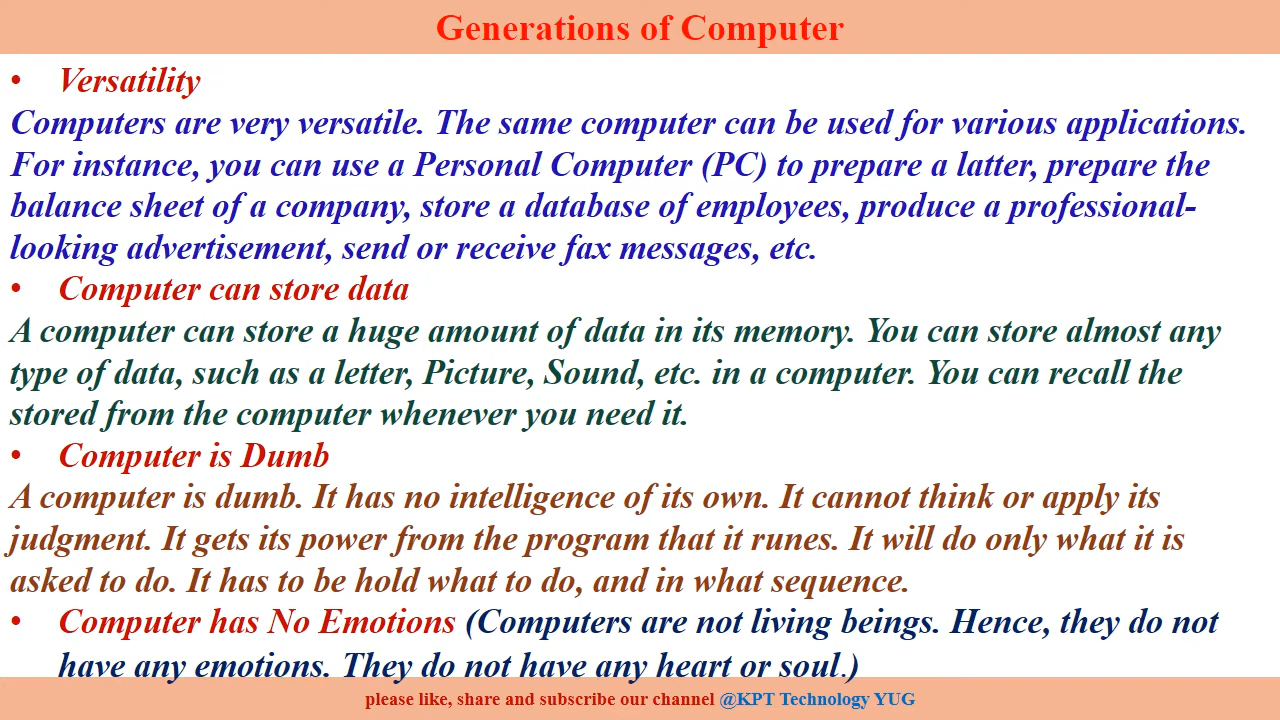 Generations of Computer
• Versatility
Computers are very versatile. The same computer can be used for various applications.
For instance, you can use a Personal Computer (PC) to prepare a latter, prepare the
balance sheet of a company, store a database of employees, produce a professional-
looking advertisement, send or receive fax messages, etc.
• Computer can store data
A computer can store a huge amount of data in its memory. You can store almost any
type of data, such as a letter, Picture, Sound, etc. in a computer. You can recall the
stored from the computer whenever you need it.
• Computer is Dumb
A computer is dumb. It has no intelligence of its own. It cannot think or apply its
judgment. It gets its power from the program that it runes. It will do only what it is
asked to do. It has to be hold what to do, and in what sequence.
• Computer has No Emotions (Computers are not living beings. Hence, they do not
have any emotions. They do not have any heart or soul.)
please like, share and subscribe our channel @KPT Technology YUG